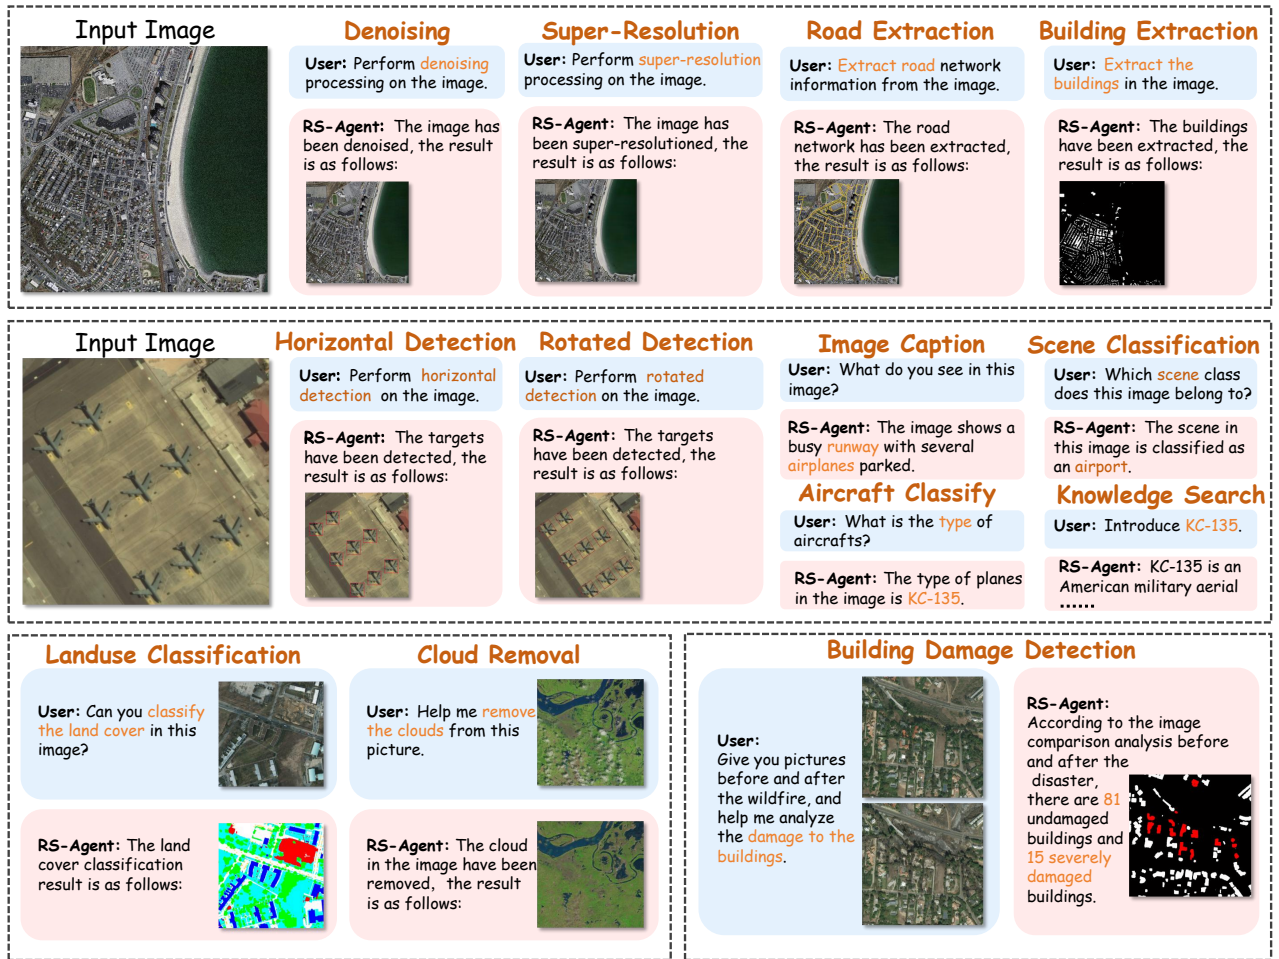 Input Image
Denoising
User: Perform denoising
processing on the image.
RS-Agent: The image has
been denoised, the result
is as follows:
Super-Resolution
User: Perform super-resolution
processing on the image.
RS-Agent: The image has
been super-resolutioned, the
result is as follows:
Road Extraction
User: Extract road network
information from the image.
RS-Agent: The road
network has been extracted,
the result is as follows:
Building Extraction
User: Extract the
buildings in the image.
RS-Agent: The buildings
have been extracted, the
result is as follows:
Input Image
Horizontal Detection
User: Perform horizontal
detection on the image.
RS-Agent: The targets
have been detected, the
result is as follows:
Rotated Detection
User: Perform rotated
detection on the image.
RS-Agent: The targets
have been detected, the
result is as follows:
Image Caption
User: What do you see in this
image?
RS-Agent: The image shows a
busy runway with several
airplanes parked.
Scene Classification
User: Which scene class
does this image belong to?
RS-Agent: The scene in
this image is classified as
an airport.
Aircraft Classify
User: What is the type of
aircrafts?
RS-Agent: The type of planes
in the image is KC-135.
Knowledge Search
User: Introduce KC-135.
RS-Agent: KC-135 is an
American military aerial
......
Landuse Classification
User: Can you classify
the land cover in this
image?
RS-Agent: The land
cover classification
result is as follows:
Cloud Removal
User: Help me remove
the clouds from this
picture.
RS-Agent: The cloud
in the image have been
removed, the result
is as follows:
Building Damage Detection
User:
Give you pictures
before and after
the wildfire, and
help me analyze
the damage to the
buildings.
RS-Agent:
According to the image
comparison analysis before
and after the
disaster,
there are 81
undamaged
buildings and
15 severely
damaged
buildings.